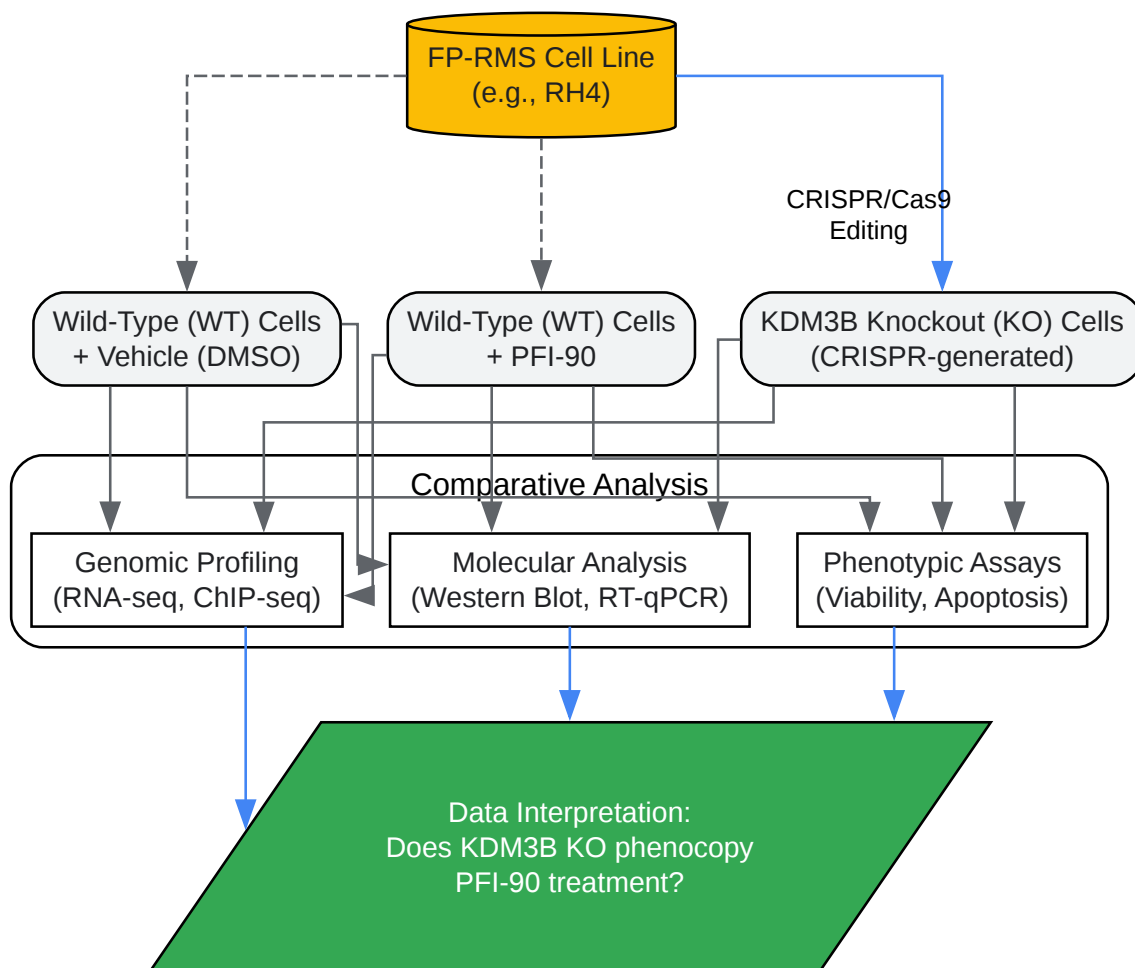 FP-RMS Cell Line
(e.g., RH4)
CRISPR/Cas9
Editing
Wild-Type (WT) Cells
+ Vehicle (DMSO)
Wild-Type (WT) Cells
+ PFI-90
KDM3B Knockout (KO) Cells
(CRISPR-generated)
Comparative Analysis
Genomic Profiling
(RNA-seq, ChIP-seq)
Molecular Analysis
(Western Blot, RT-qPCR)
Phenotypic Assays
(Viability, Apoptosis)
Data Interpretation:
Does KDM3B KO phenocopy
PFI-90 treatment?